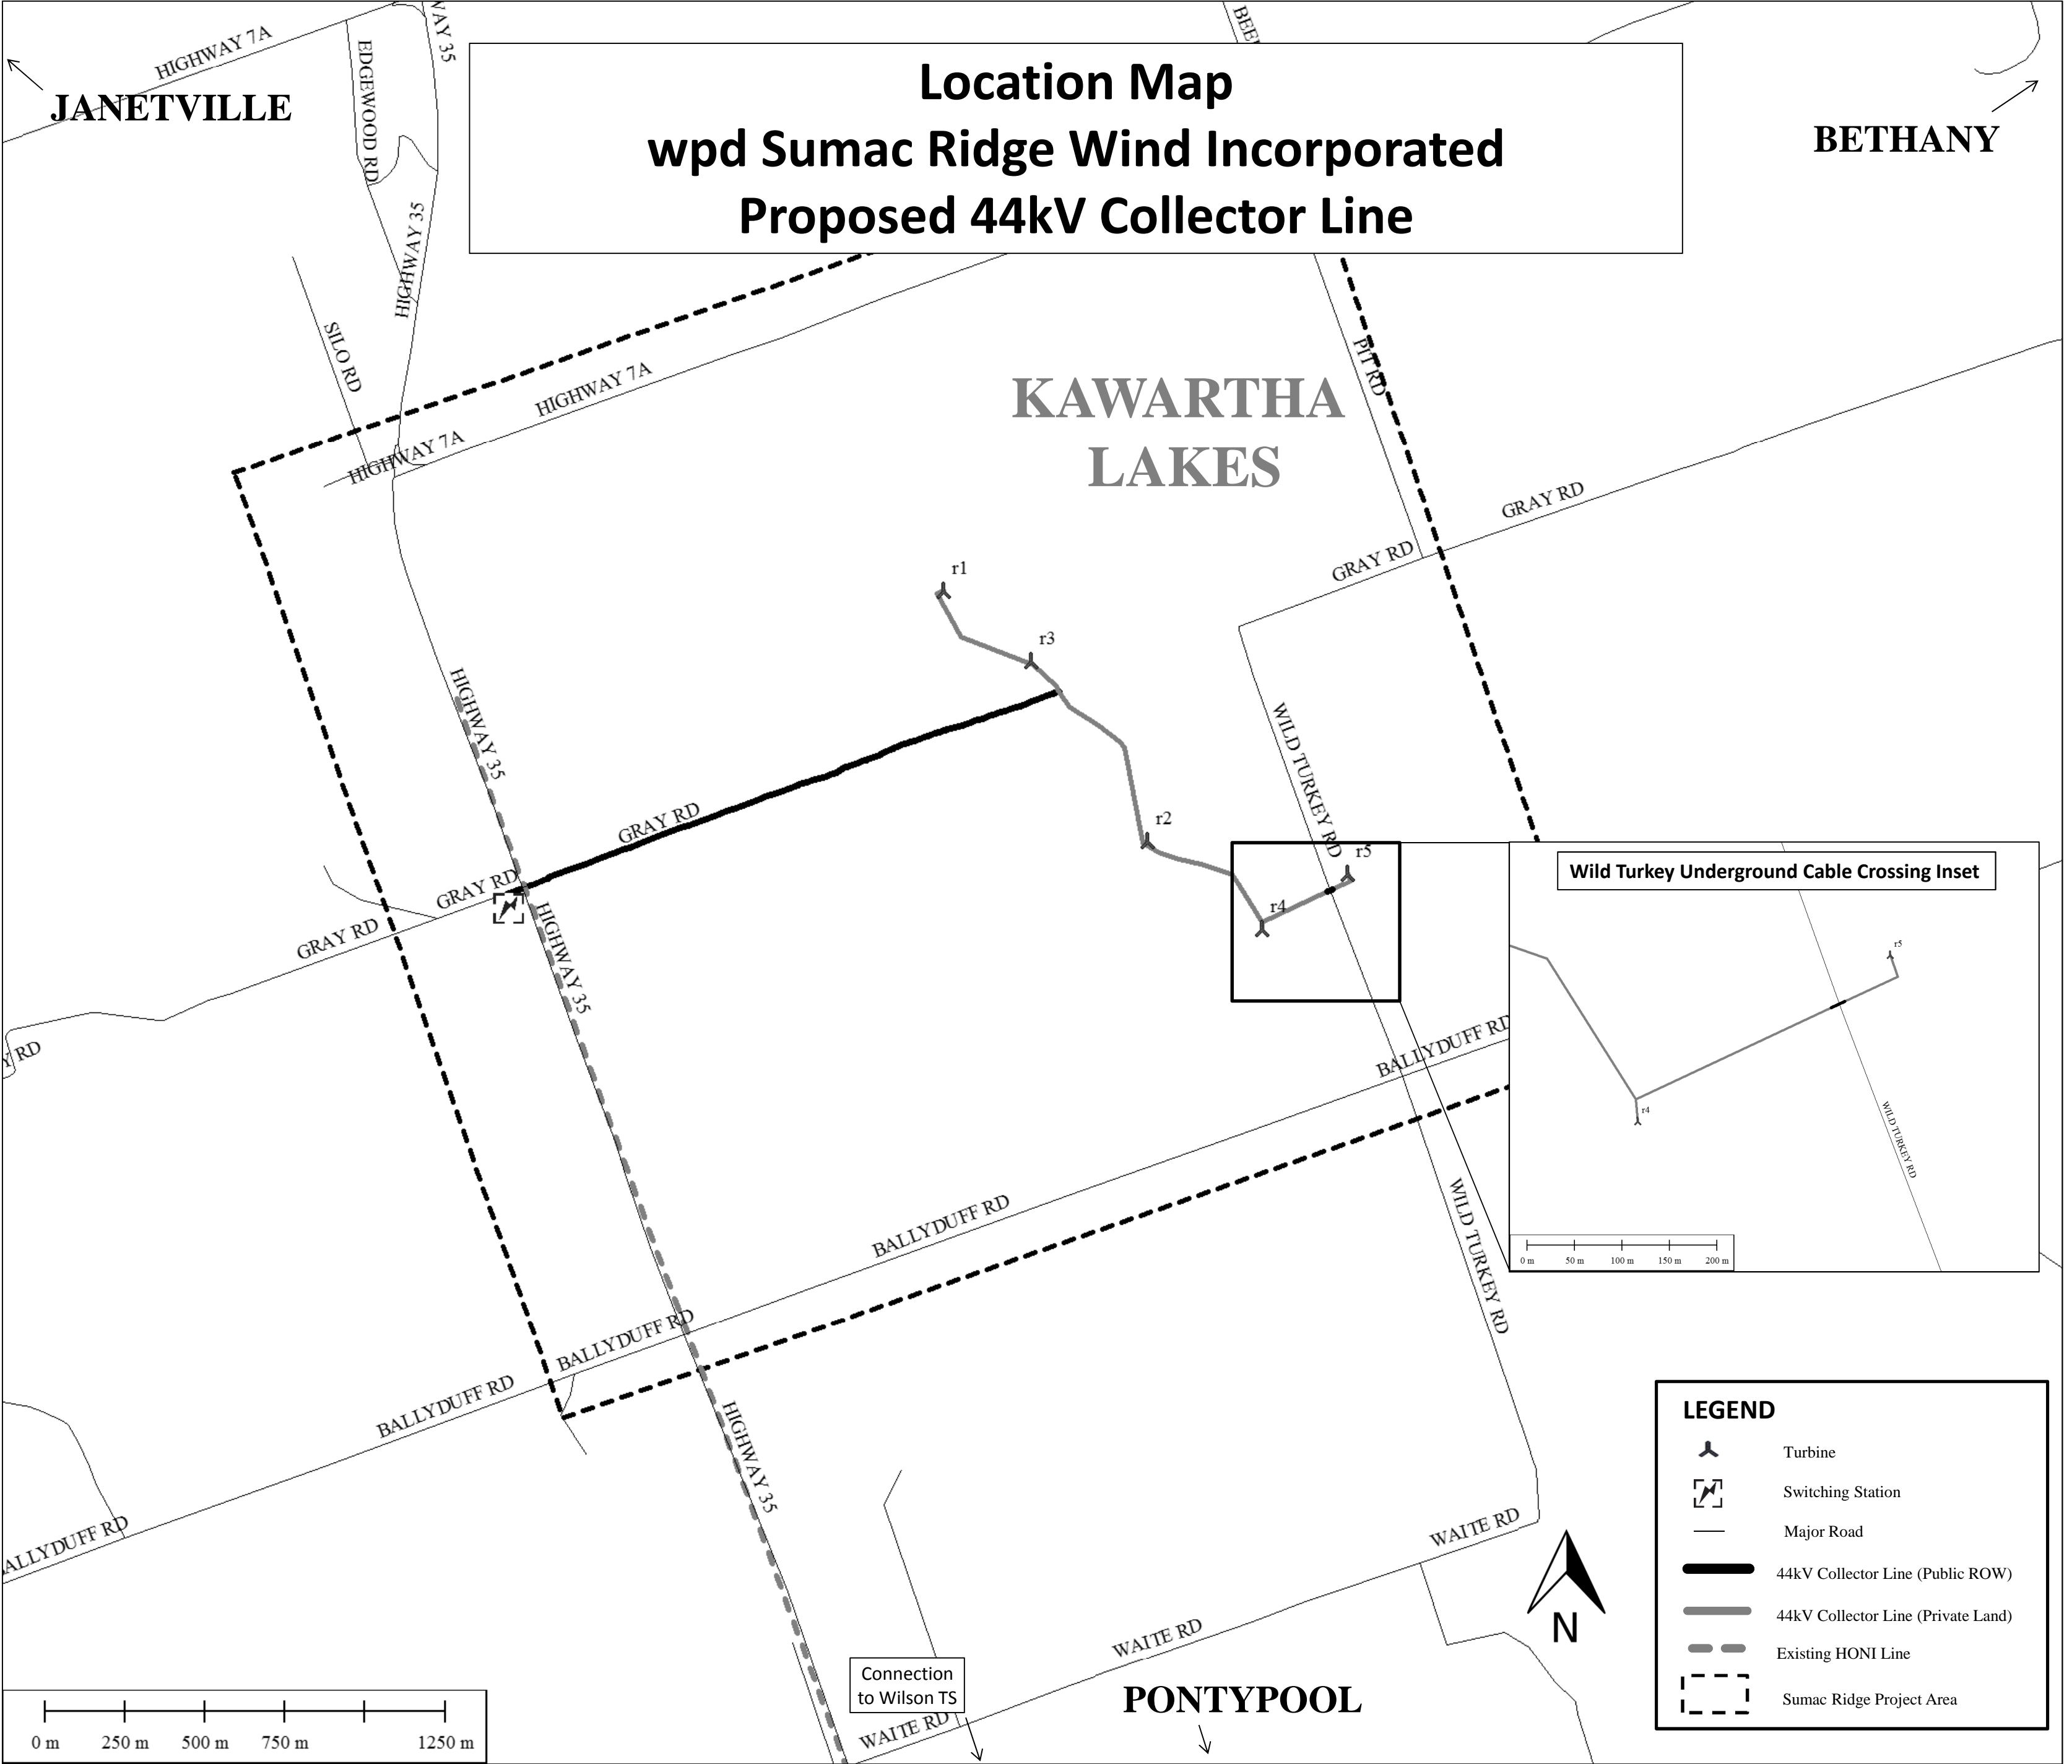 Location Map
wpd Sumac Ridge Wind Incorporated
Proposed 44kV Collector Line
HIGHWAY 7A
JANETVILLE
EDGEWOOD RD
WAY 35
BEE
BETHANY
HIGHWAY 35
SILO RD
HIGHWAY 7A
HIGHWAY 7A
KAWARTHA
LAKES
PIT RD
GRAY RD
GRAY RD
r1
r3
HIGHWAY 35
WILD TURKEY RD
GRAY RD
r2
r5
r4
GRAY RD
GRAY RD
HIGHWAY 35
Y RD
Wild Turkey Underground Cable Crossing Inset
r5
r4
WILD TURKEY RD
0 m
50 m
100 m
150 m
200 m
BALLYDUFF RD
BALLYDUFF RD
WILD TURKEY RD
BALLYDUFF RD
BALLYDUFF RD
HIGHWAY 35
ALLYDUFF RD
WAITE RD
WAITE RD
WAITE RD
Connection
to Wilson TS
PONTYPOOL
N
LEGEND
Turbine
Switching Station
Major Road
44kV Collector Line (Public ROW)
44kV Collector Line (Private Land)
Existing HONI Line
Sumac Ridge Project Area
0 m
250 m
500 m
750 m
1250 m